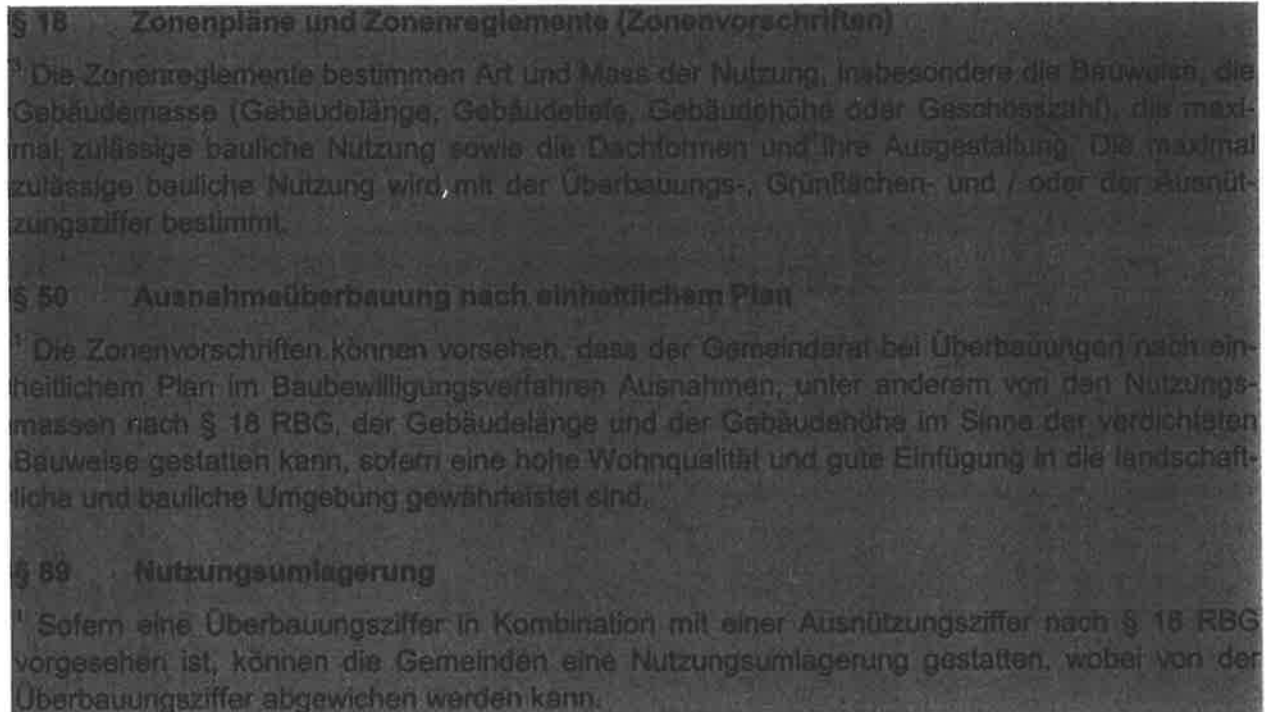 § 18 Zonenpläne und Zonenreglemente (Zonenvorschriften)
³ Die Zonenreglemente bestimmen Art und Mass der Nutzung, insbesondere die Bauweise, die
Gebäudemasse (Gebäudelänge, Gebäudetiefe, Gebäudehöhe oder Geschosszahl), die maxi-
mal zulässige bauliche Nutzung sowie die Dachformen und ihre Ausgestaltung. Die maximal
zulässige bauliche Nutzung wird mit der Überbauungs-, Grünflächen- und / oder der Ausnüt-
zungsziffer bestimmt.
§ 50 Ausnahmeüberbauung nach einheitlichem Plan
¹ Die Zonenvorschriften können vorsehen, dass der Gemeinderat bei Überbauungen nach ein-
heitlichem Plan im Baubewilligungsverfahren Ausnahmen, unter anderem von den Nutzungs-
massen nach § 18 RBG, der Gebäudelänge und der Gebäudehöhe im Sinne der verdichteten
Bauweise gestatten kann, sofern eine hohe Wohnqualität und gute Einfügung in die landschaft-
liche und bauliche Umgebung gewährleistet sind.
§ 89 Nutzungsumlagerung
¹ Sofern eine Überbauungsziffer in Kombination mit einer Ausnützungsziffer nach § 18 RBG
vorgesehen ist, können die Gemeinden eine Nutzungsumlagerung gestatten, wobei von der
Überbauungsziffer abgewichen werden kann.